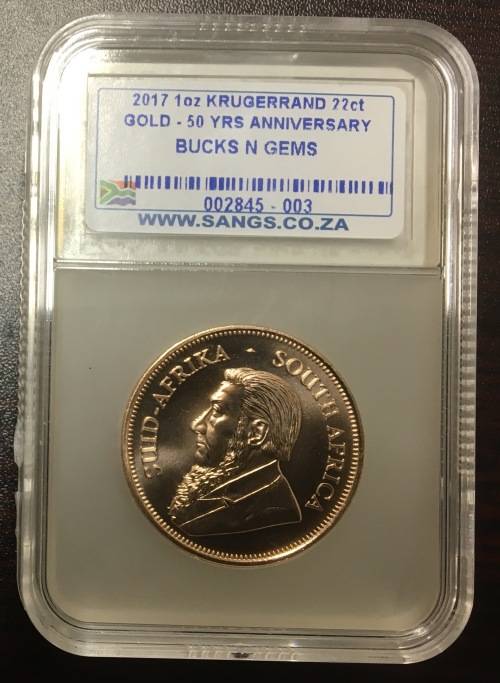 2017 1oz KRUGERRAND 22ct
GOLD - 50 YRS ANNIVERSARY
BUCKS N GEMS
002845 - 003
WWW.SANGS.CO.ZA
SUID-AFRIKA · SOUTH AFRICA